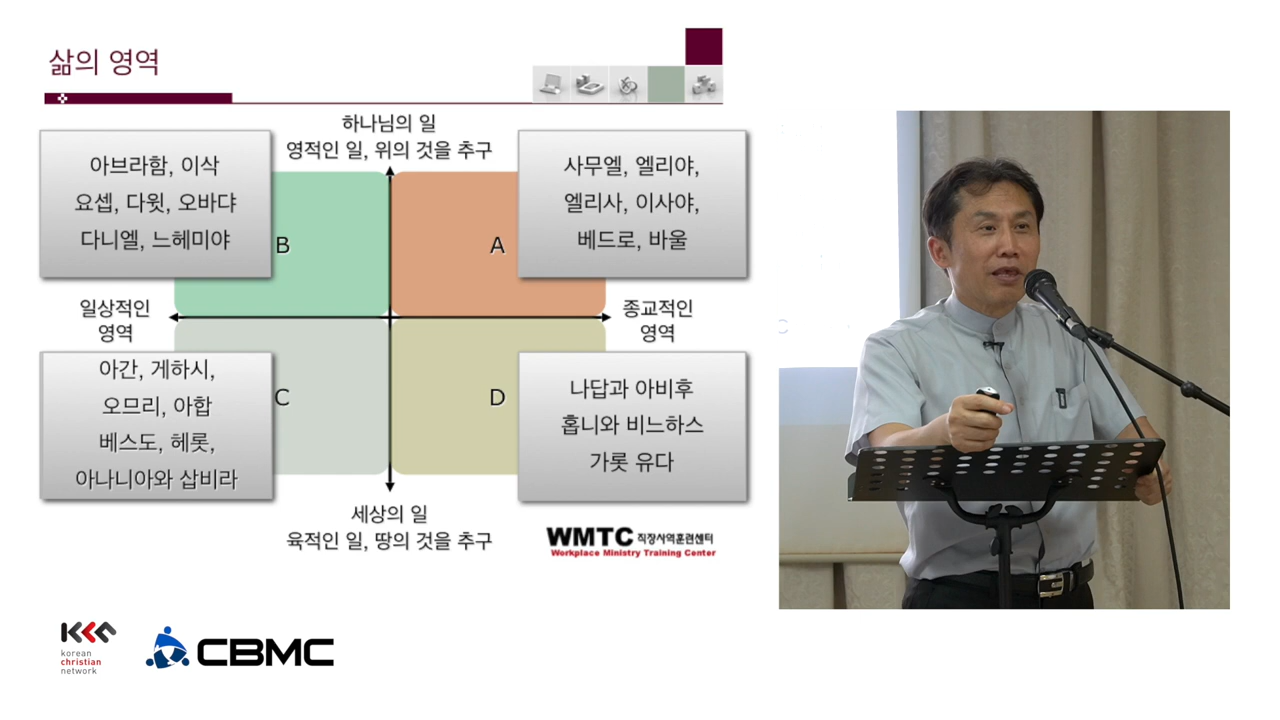 삶의 영역
하나님의 일
영적인 일, 위의 것을 추구
아브라함, 이삭
요셉, 다윗, 오바댜
다니엘, 느헤미야
B
A
사무엘, 엘리야,
엘리사, 이사야,
베드로, 바울
일상적인
영역
종교적인
영역
아간, 게하시,
오므리, 아합
베스도, 헤롯,
아나니아와 삽비라
C
D
나답과 아비후
홉니와 비느하스
가롯 유다
세상의 일
육적인 일, 땅의 것을 추구
WMTC 직장사역훈련센터
Workplace Ministry Training Center
kcn
korean
christian
network
CBMC